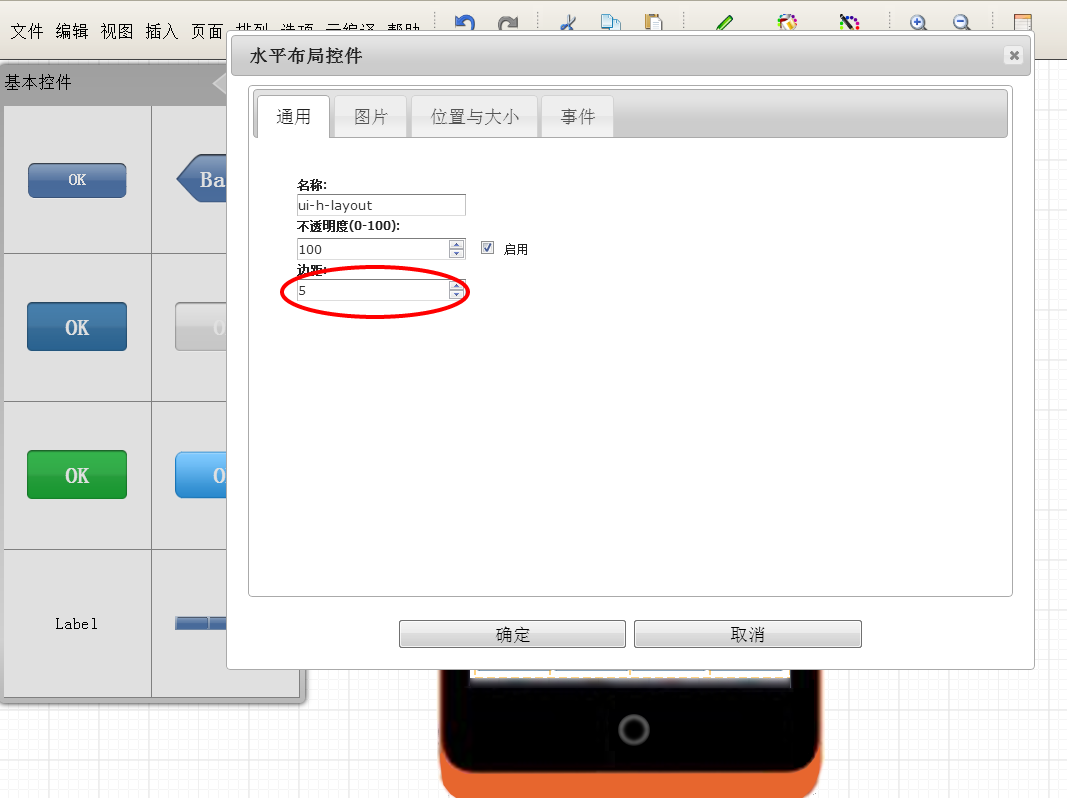 文件 编辑 视图 插入 页面 排列 选项 云编译 帮助
水平布局控件
基本控件
通用 图片 位置与大小 事件
OK
Ba
名称:
ui-h-layout
不透明度(0-100):
100 启用
边距:
5
OK
O
OK
O
Label
确定 取消